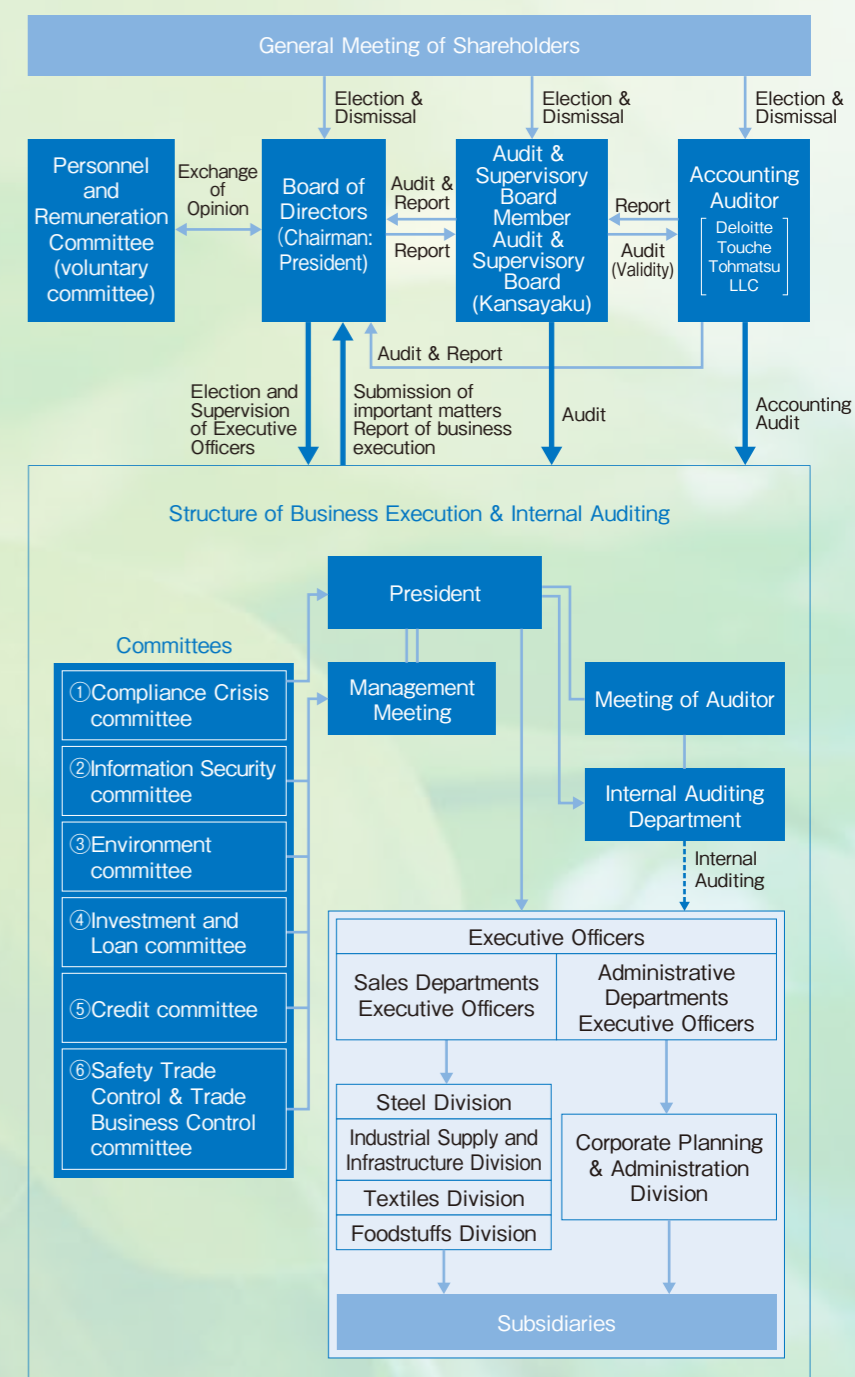 General Meeting of Shareholders
Election &
Dismissal
Election &
Dismissal
Election &
Dismissal
Personnel
and
Remuneration
Committee
(voluntary
committee)
Exchange
of
Opinion
Board of
Directors
(Chairman:
President)
Audit &
Report
Report
Audit &
Supervisory
Board
Member
Audit &
Supervisory
Board
(Kansayaku)
Report
Audit
(Validity)
Accounting
Auditor
Deloitte
Touche
Tohmatsu
LLC
Audit & Report
Election and
Supervision
of Executive
Officers
Submission of
important matters
Report of business
execution
Audit
Accounting
Audit
Structure of Business Execution & Internal Auditing
President
Committees
①Compliance Crisis
committee
②Information Security
committee
③Environment
committee
④Investment and
Loan committee
⑤Credit committee
⑥Safety Trade
Control & Trade
Business Control
committee
Management
Meeting
Meeting of Auditor
Internal Auditing
Department
Internal
Auditing
Executive Officers
Sales Departments
Executive Officers
Administrative
Departments
Executive Officers
Steel Division
Industrial Supply and
Infrastructure Division
Textiles Division
Foodstuffs Division
Corporate Planning
& Administration
Division
Subsidiaries